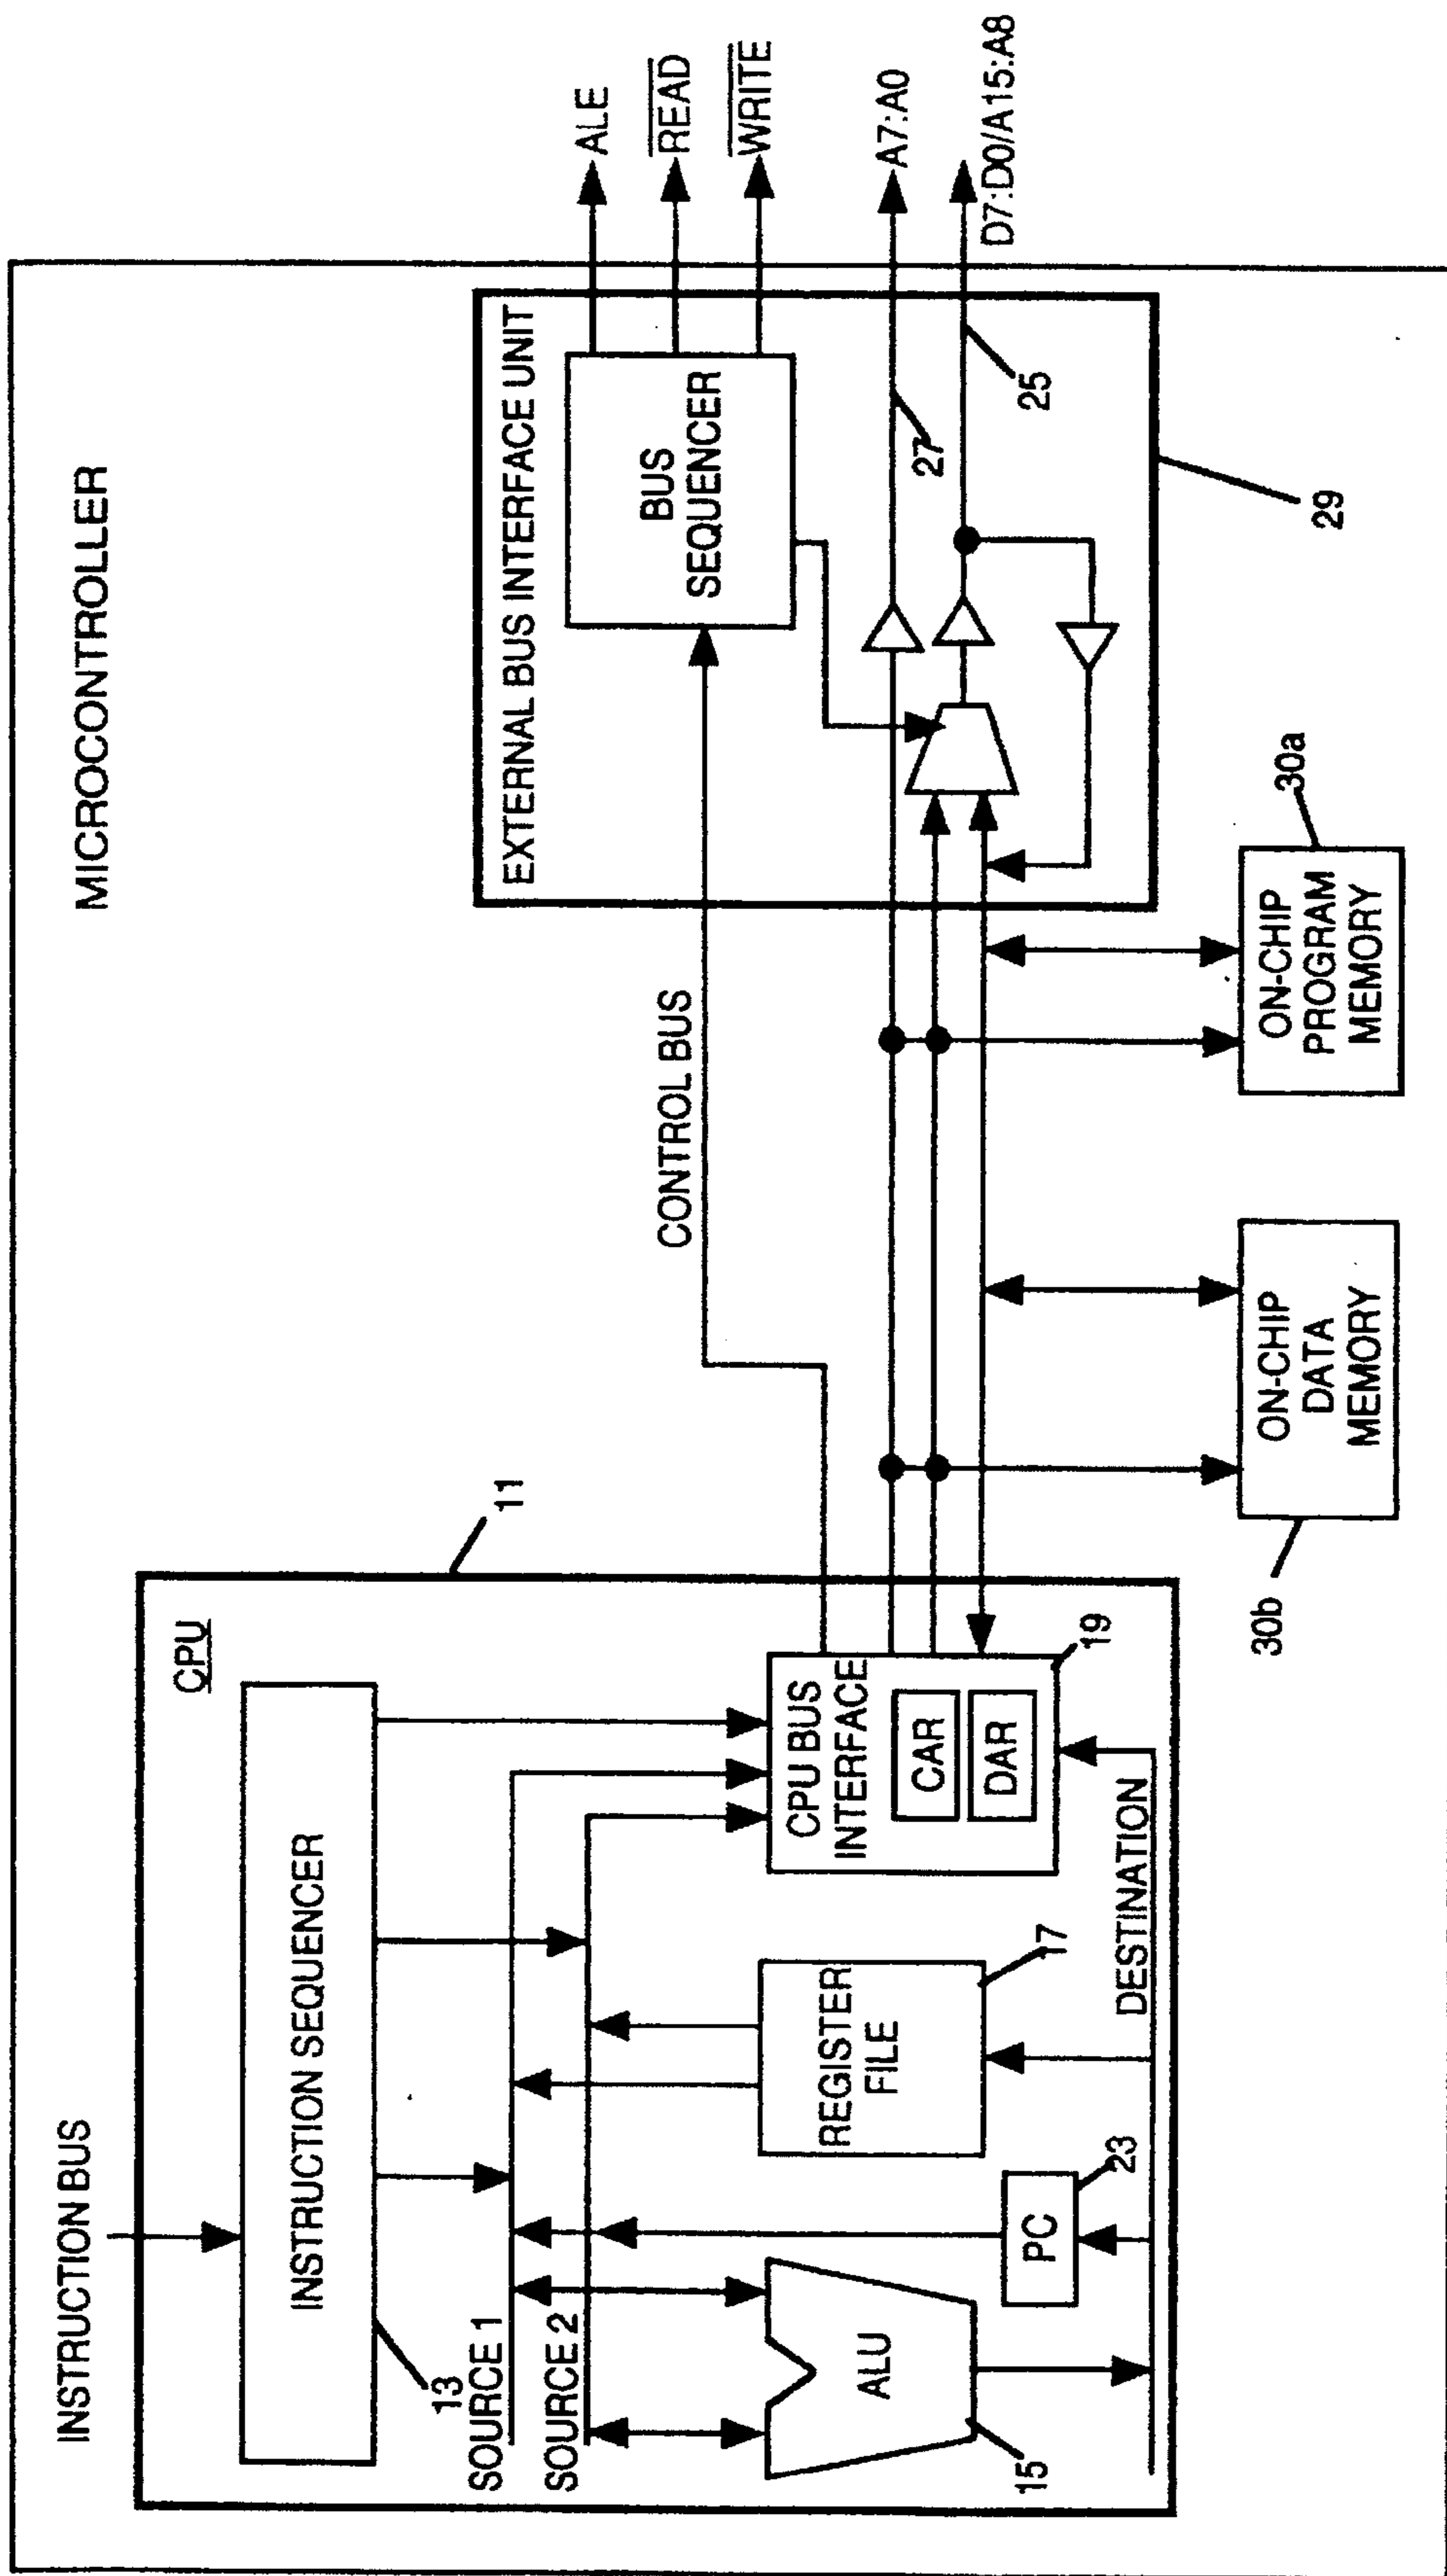 MICROCONTROLLER
INSTRUCTION BUS
CPU
11
INSTRUCTION SEQUENCER
13
SOURCE 1
SOURCE 2
ALU
15
PC
23
REGISTER
FILE
17
CPU BUS
INTERFACE
CAR
DAR
19
DESTINATION
CONTROL BUS
EXTERNAL BUS INTERFACE UNIT
BUS
SEQUENCER
ALE
READ
WRITE
A7:A0
D7:D0/A15:A8
27
25
29
ON-CHIP
DATA
MEMORY
30b
ON-CHIP
PROGRAM
MEMORY
30a